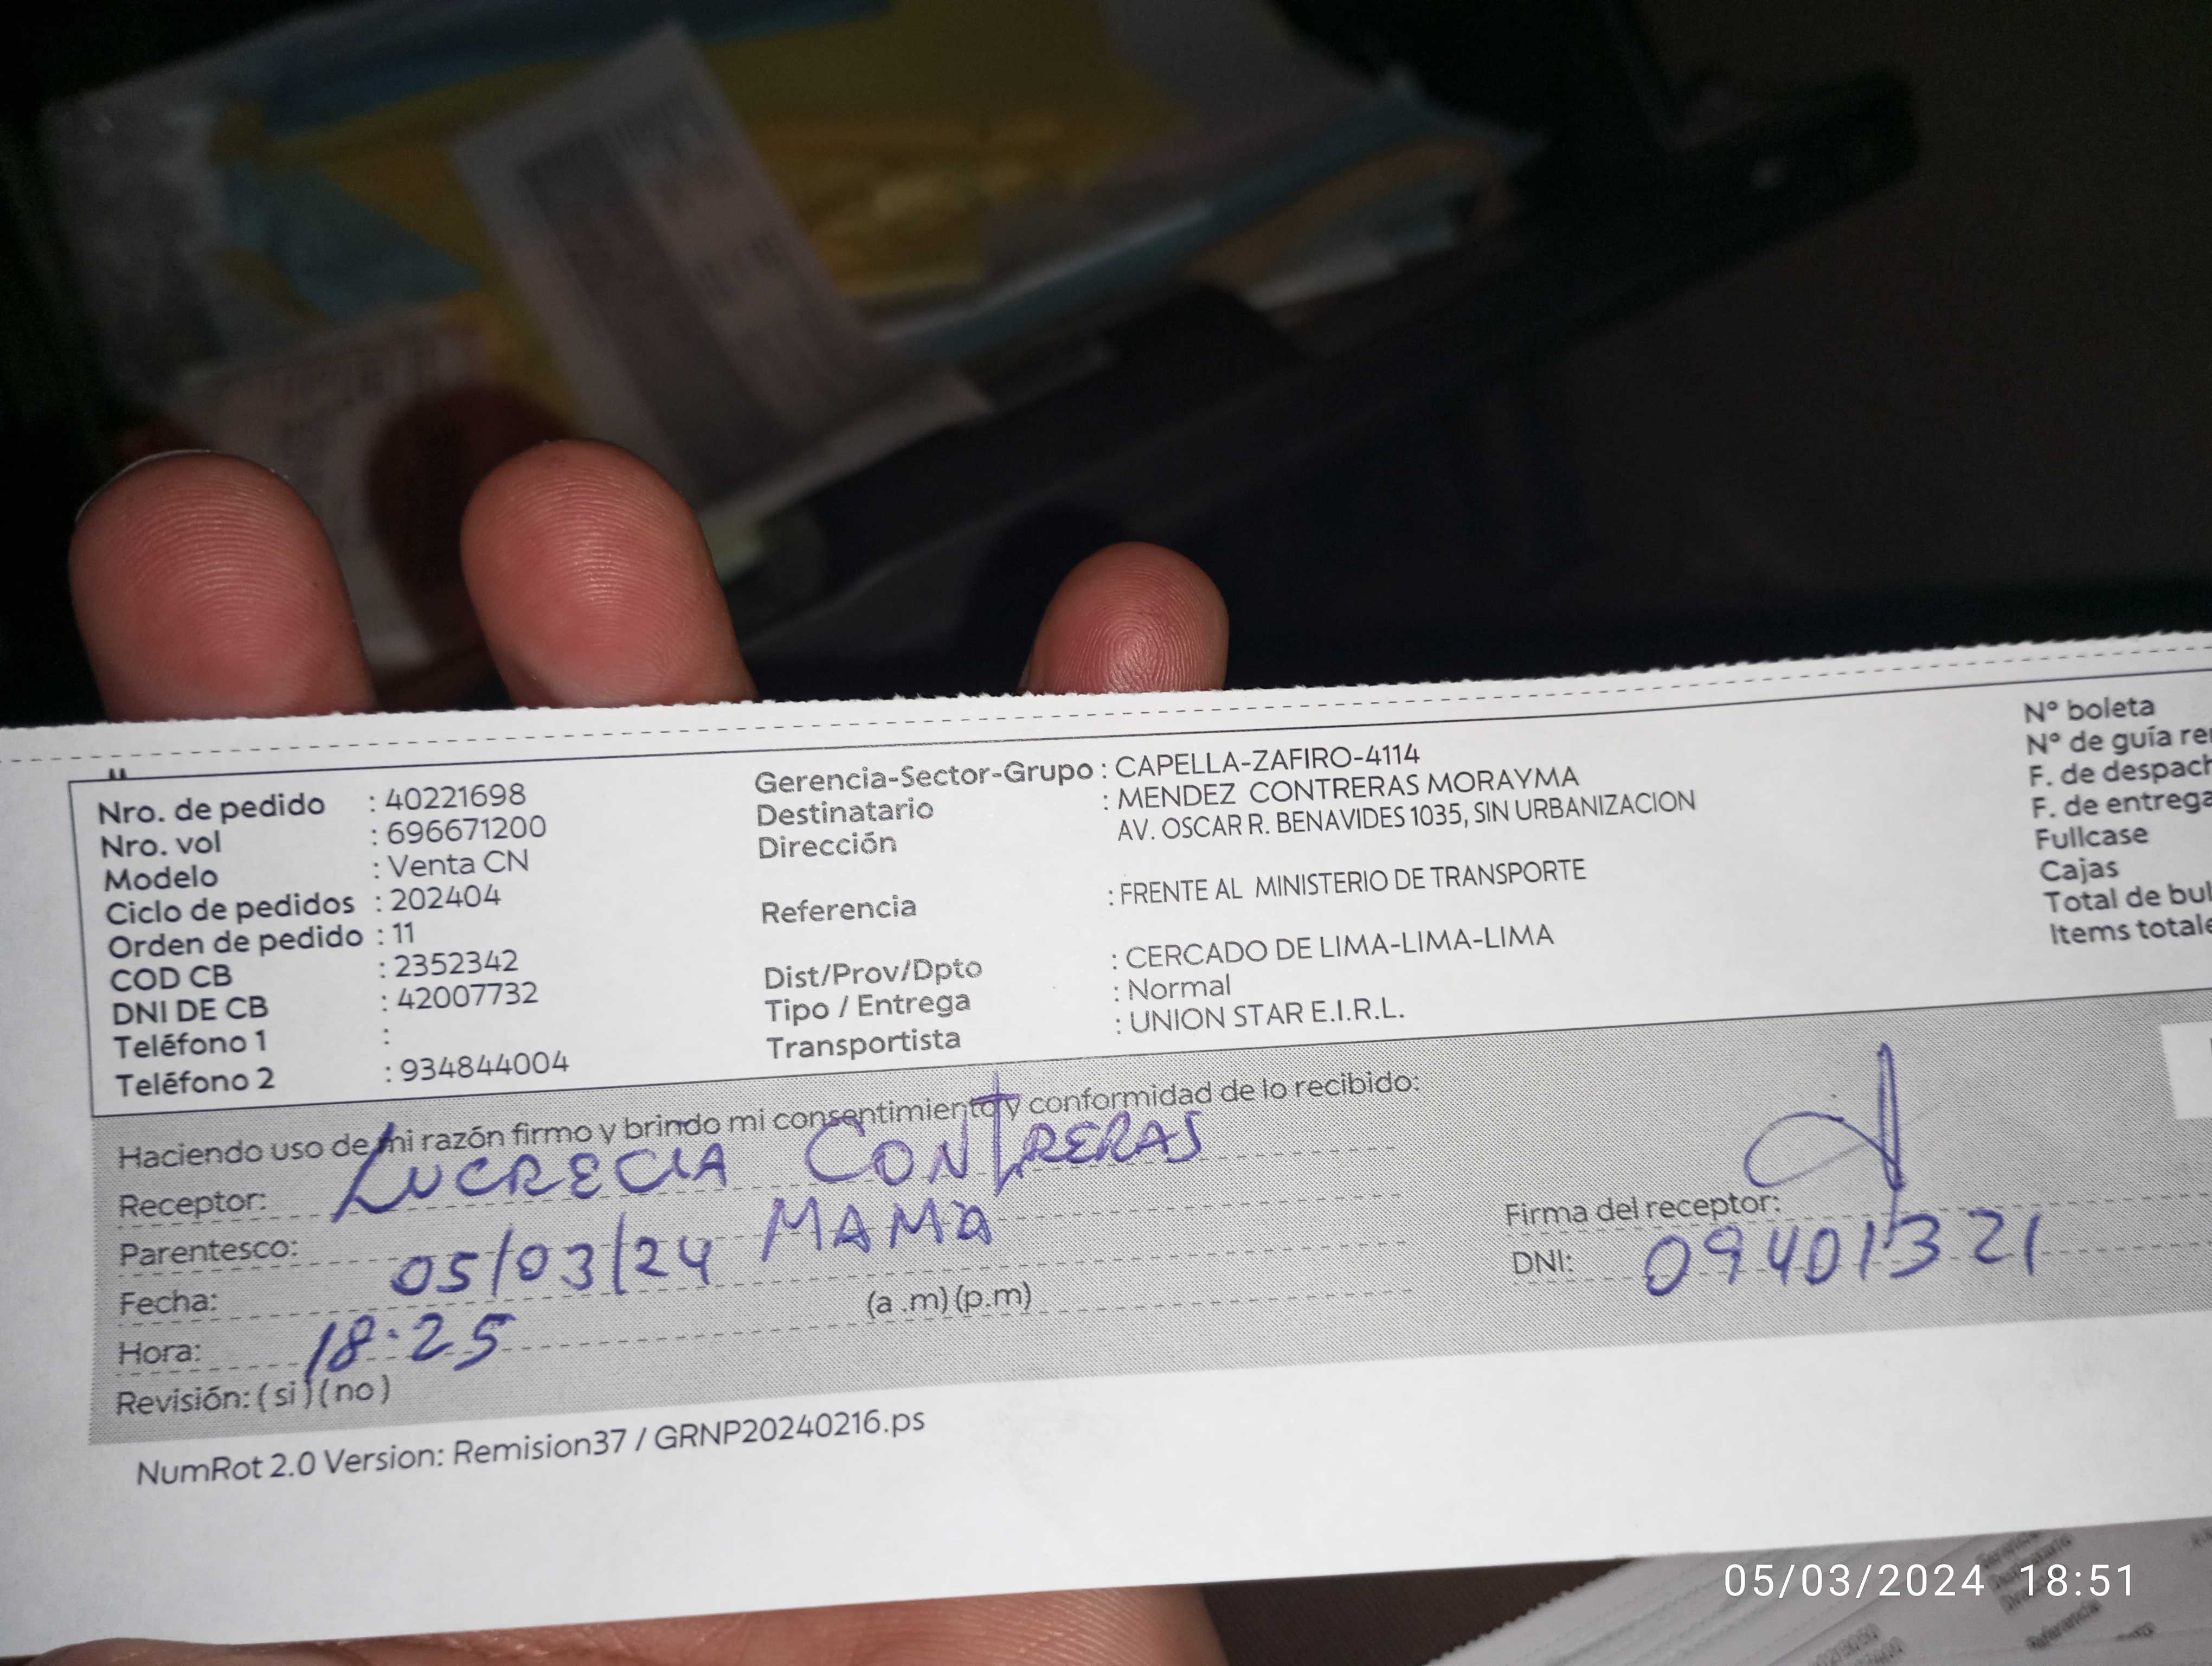 Nro. de pedido : 40221698
Nro. vol : 696671200
Modelo : Venta CN
Ciclo de pedidos : 202404
Orden de pedido : 11
COD CB : 2352342
DNI DE CB : 42007732
Teléfono 1 :
Teléfono 2 : 934844004
Gerencia-Sector-Grupo : CAPELLA-ZAFIRO-4114
Destinatario : MENDEZ CONTRERAS MORAYMA
Dirección AV. OSCAR R. BENAVIDES 1035, SIN URBANIZACION
Referencia : FRENTE AL MINISTERIO DE TRANSPORTE
Dist/Prov/Dpto : CERCADO DE LIMA-LIMA-LIMA
Tipo / Entrega : Normal
Transportista : UNION STAR E.I.R.L.
N° boleta
N° de guía
F. de despach
F. de entrega
Fullcase
Cajas
Total de bul
Items totale
Haciendo uso de mi razón firmo y brindo mi consentimiento y conformidad de lo recibido:
Receptor: LUCRECIA CONTRERAS
Parentesco: MAMA
Fecha: 05/03/24
Hora: 18:25 (a .m) (p.m)
Revisión: ( si ) ( no )
Firma del receptor:
DNI: 09401321
NumRot 2.0 Version: Remision37 / GRNP20240216.ps
05/03/2024 18:51